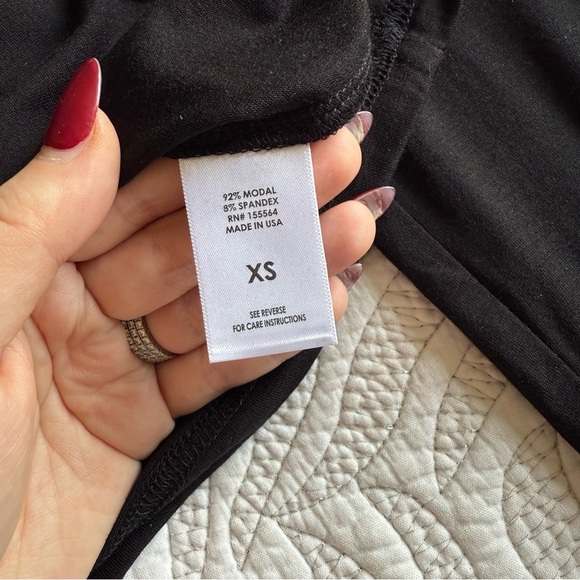 92% MODAL
8% SPANDEX
RN# 155564
MADE IN USA
XS
SEE REVERSE
FOR CARE INSTRUCTIONS